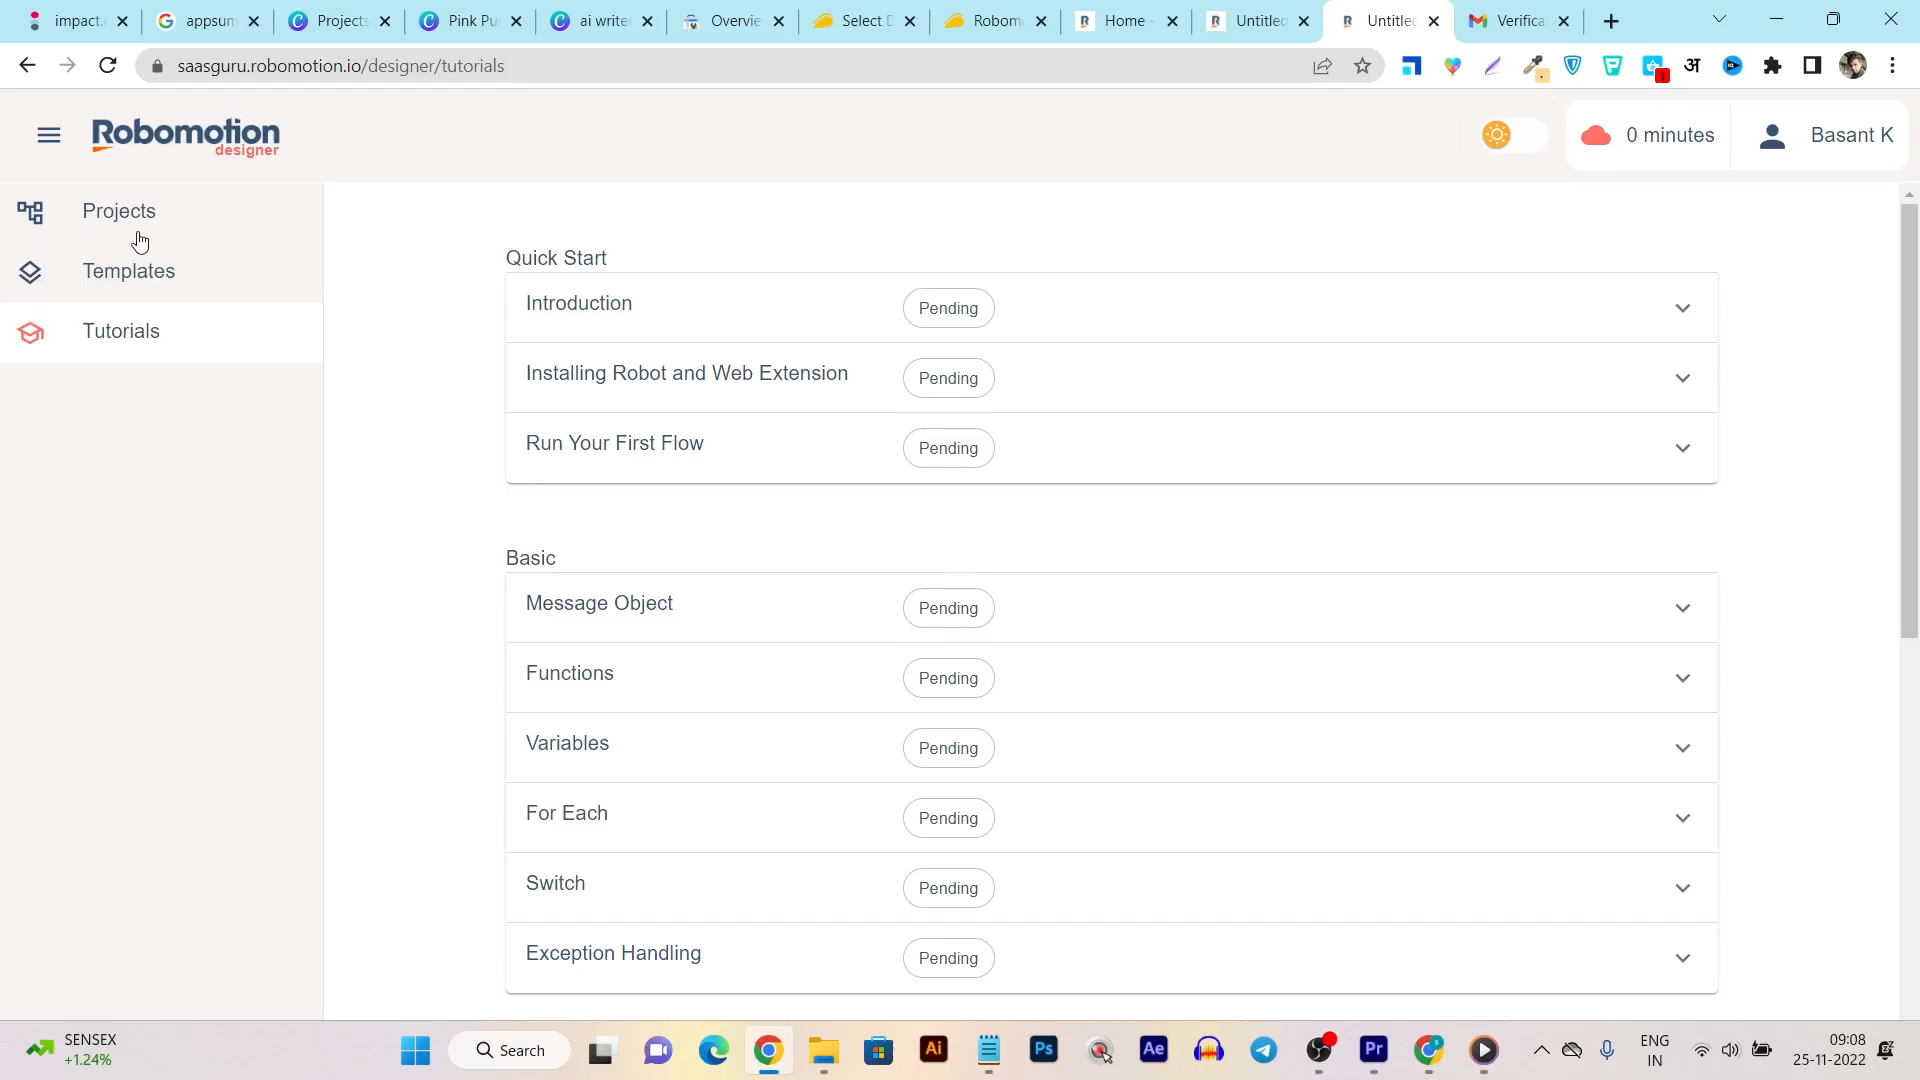 impact.
appsum
Projects
Pink Pu
ai write
Overvie
Select D
Robom
Home -
Untitled
Untitled
Verifica
saasguru.robomotion.io/designer/tutorials
Robomotion
designer
0 minutes
Basant K
Projects
Templates
Tutorials
Quick Start
Introduction
Pending
Installing Robot and Web Extension
Pending
Run Your First Flow
Pending
Basic
Message Object
Pending
Functions
Pending
Variables
Pending
For Each
Pending
Switch
Pending
Exception Handling
Pending
SENSEX
+1.24%
Search
Ai
Ps
Ae
Pr
ENG
IN
09:08
25-11-2022